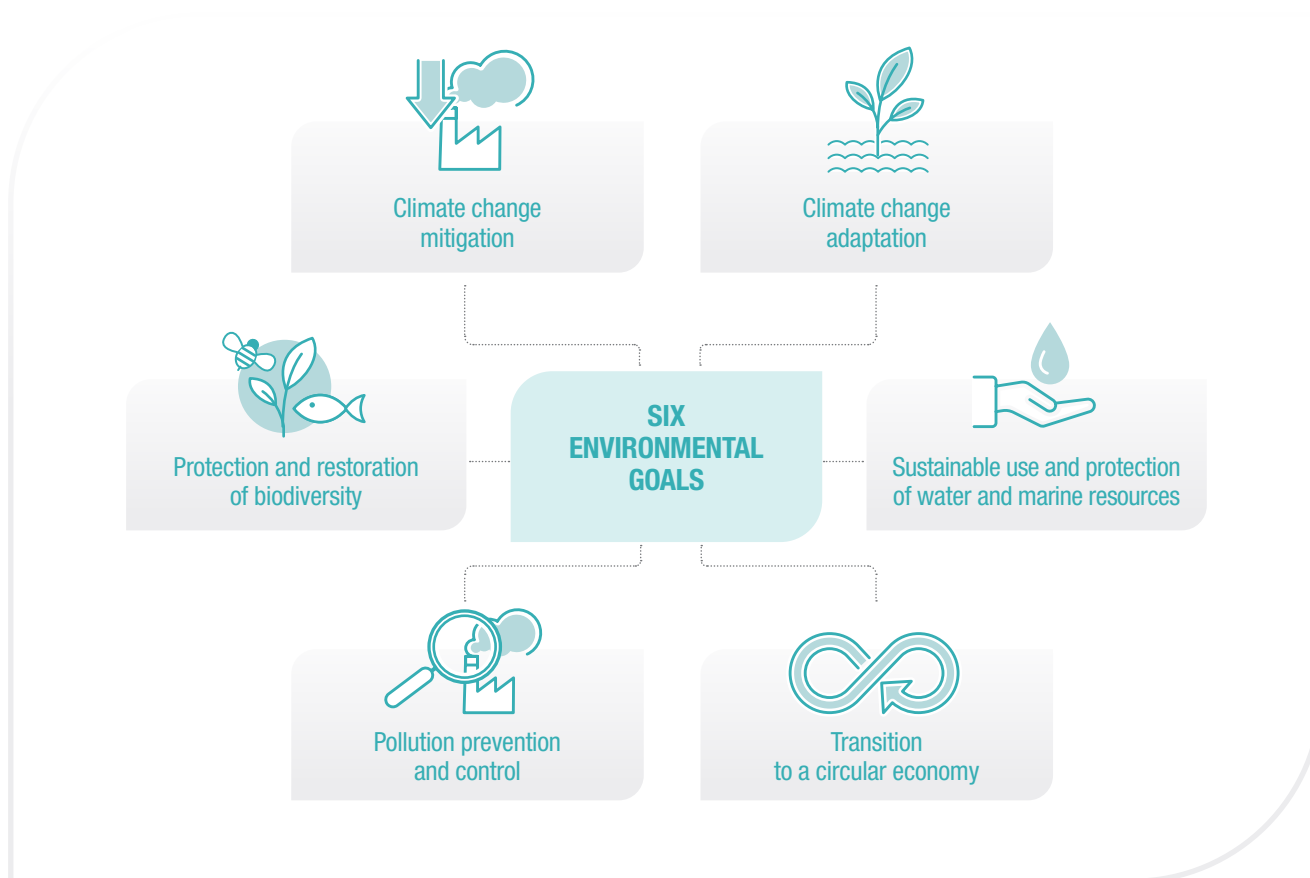 Climate change
mitigation
Climate change
adaptation
Protection and restoration
of biodiversity
SIX
ENVIRONMENTAL
GOALS
Sustainable use and protection
of water and marine resources
Pollution prevention
and control
Transition
to a circular economy